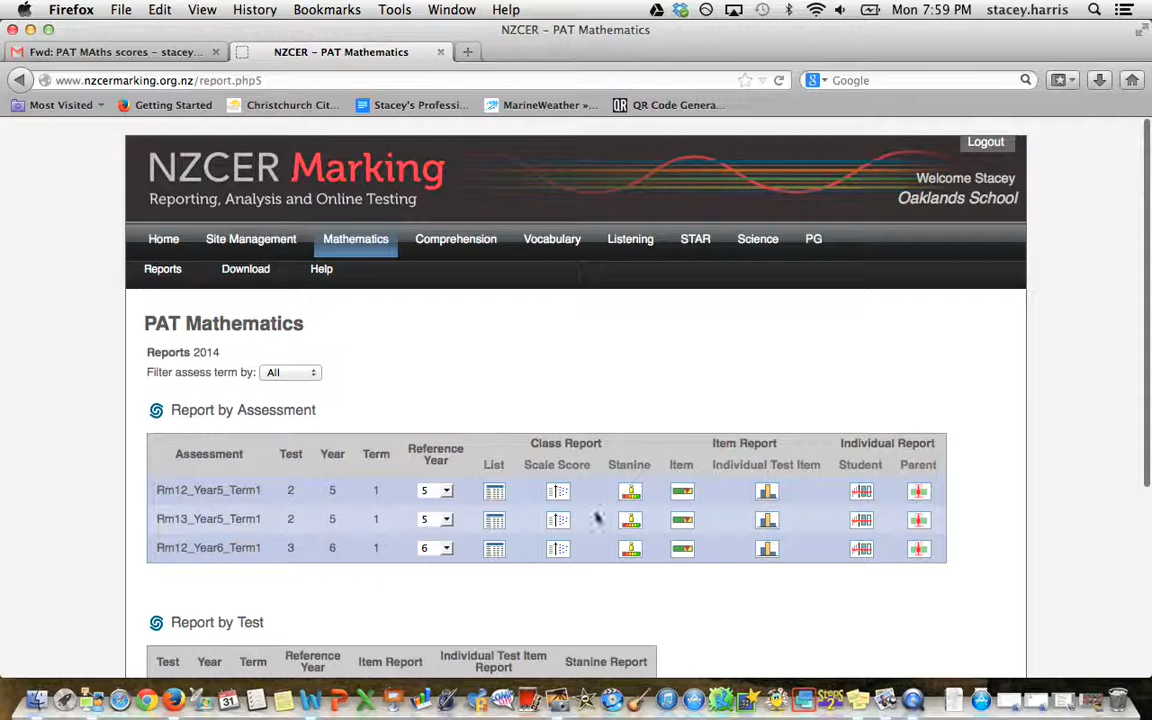 Firefox File Edit View History Bookmarks Tools Window Help Mon 7:59 PM stacey.harris
NZCER - PAT Mathematics
Fwd: PAT MAths scores - stacey... NZCER - PAT Mathematics
www.nzcermarking.org.nz/report.php5 Google
Most Visited Getting Started Christchurch Cit... Stacey's Professi... MarineWeather »... QR Code Genera...
Logout
NZCER Marking
Welcome Stacey
Reporting, Analysis and Online Testing Oaklands School
Home Site Management Mathematics Comprehension Vocabulary Listening STAR Science PG
Reports Download Help
PAT Mathematics
Reports 2014
Filter assess term by: All
Report by Assessment
Assessment Test Year Term Reference Year Class Report Item Report Individual Report
List Scale Score Stanine Item Individual Test Item Student Parent
Rm12_Year5_Term1 2 5 1 5
Rm13_Year5_Term1 2 5 1 5
Rm12_Year6_Term1 3 6 1 6
Report by Test
Test Year Term Reference Year Item Report Individual Test Item Report Stanine Report